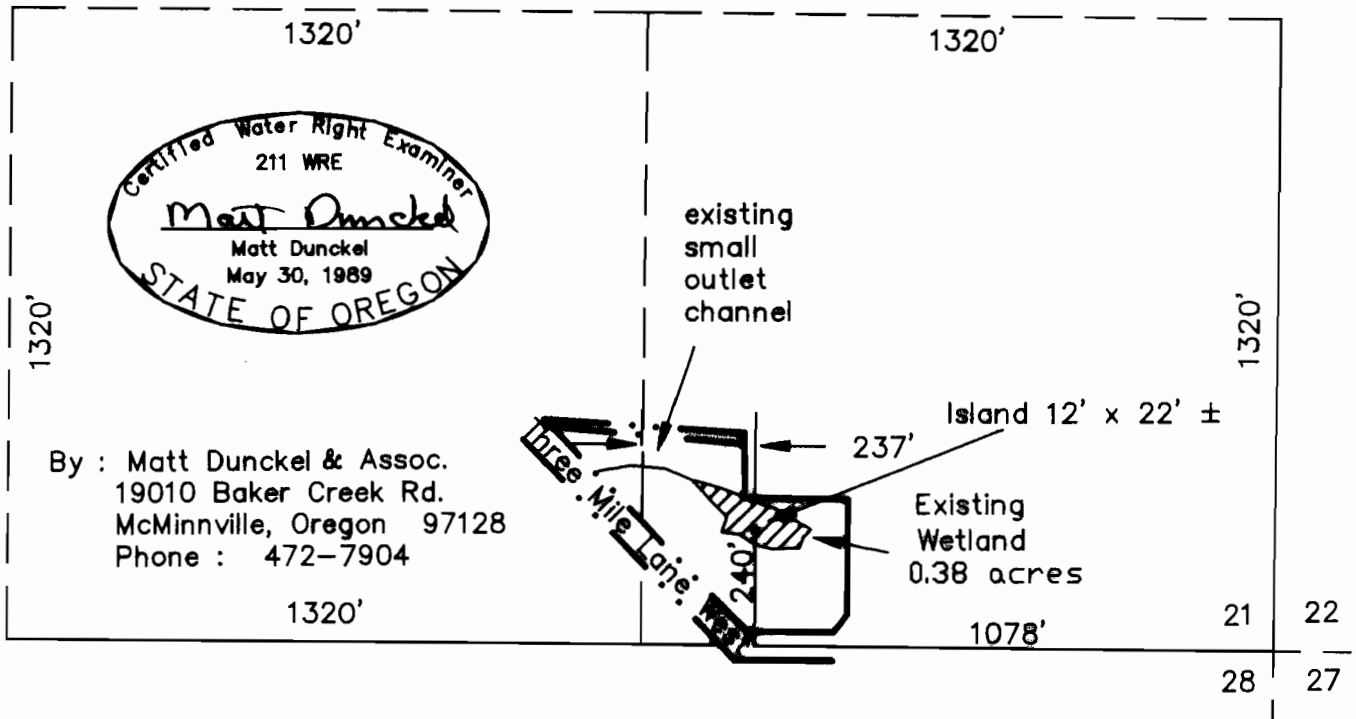 1320'
1320'
Certified Water Right Examiner
211 WRE
Matt Dunckel
Matt Dunckel
May 30, 1989
STATE OF OREGON
1320'
1320'
existing
small
outlet
channel
Island 12' x 22' ±
237'
By : Matt Dunckel & Assoc.
19010 Baker Creek Rd.
McMinnville, Oregon 97128
Phone : 472-7904
Three Mile Lane West
Existing
Wetland
0.38 acres
240'
1320'
1078'
21 22
28 27